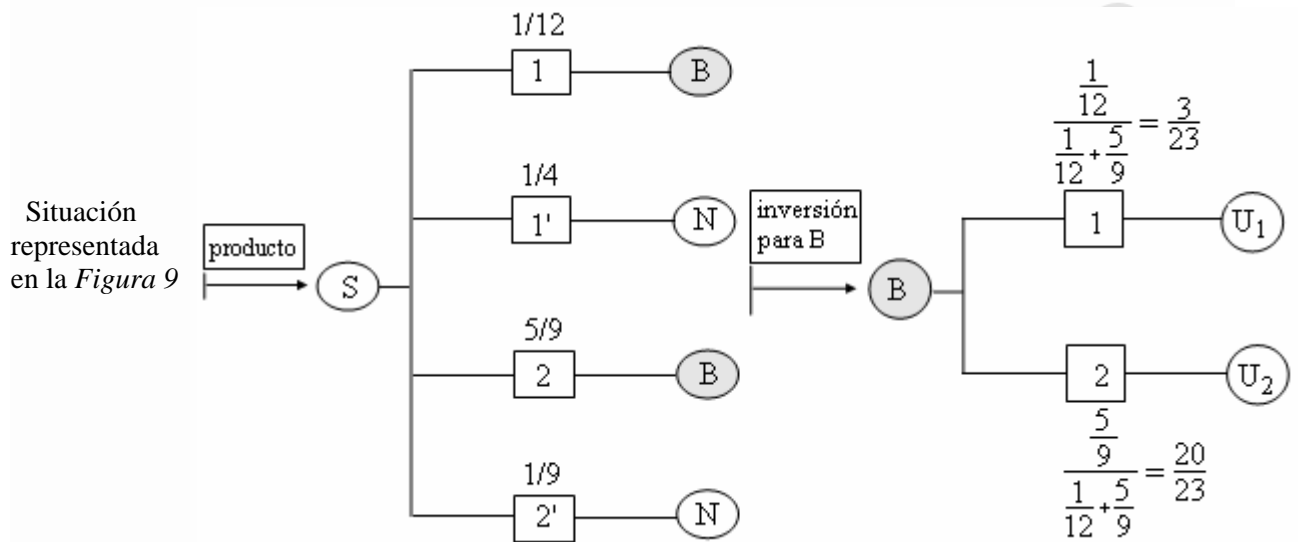 Situación
representada
en la Figura 9
producto
S
1/12
1
B
1/4
1'
N
5/9
2
B
1/9
2'
N
inversión
para B
B
1/12 / (1/12 + 5/9) = 3/23
1
U₁
2
U₂
5/9 / (1/12 + 5/9) = 20/23